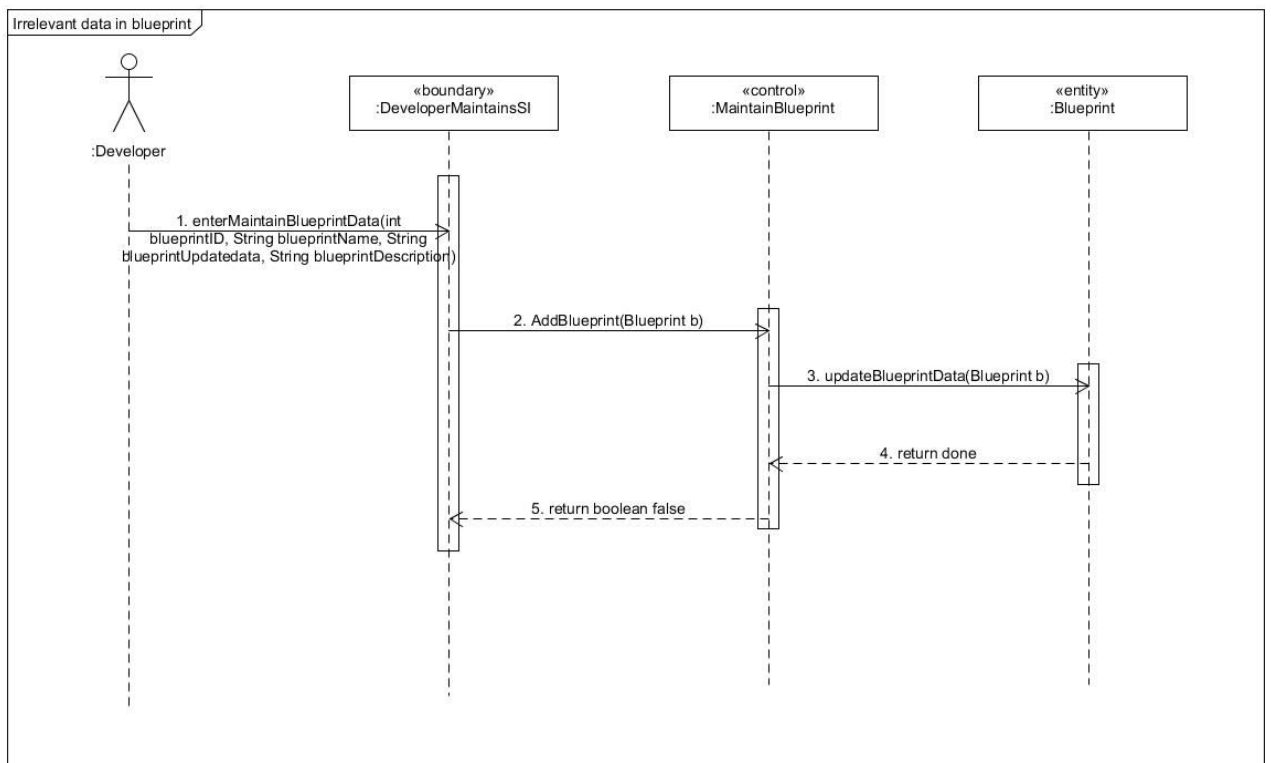 Irrelevant data in blueprint
«boundary»
:DeveloperMaintainsSI
«control»
:MaintainBlueprint
«entity»
:Blueprint
:Developer
1. enterMaintainBlueprintData(int
blueprintID, String blueprintName, String
blueprintUpdatedata, String blueprintDescription)
2. AddBlueprint(Blueprint b)
3. updateBlueprintData(Blueprint b)
4. return done
5. return boolean false